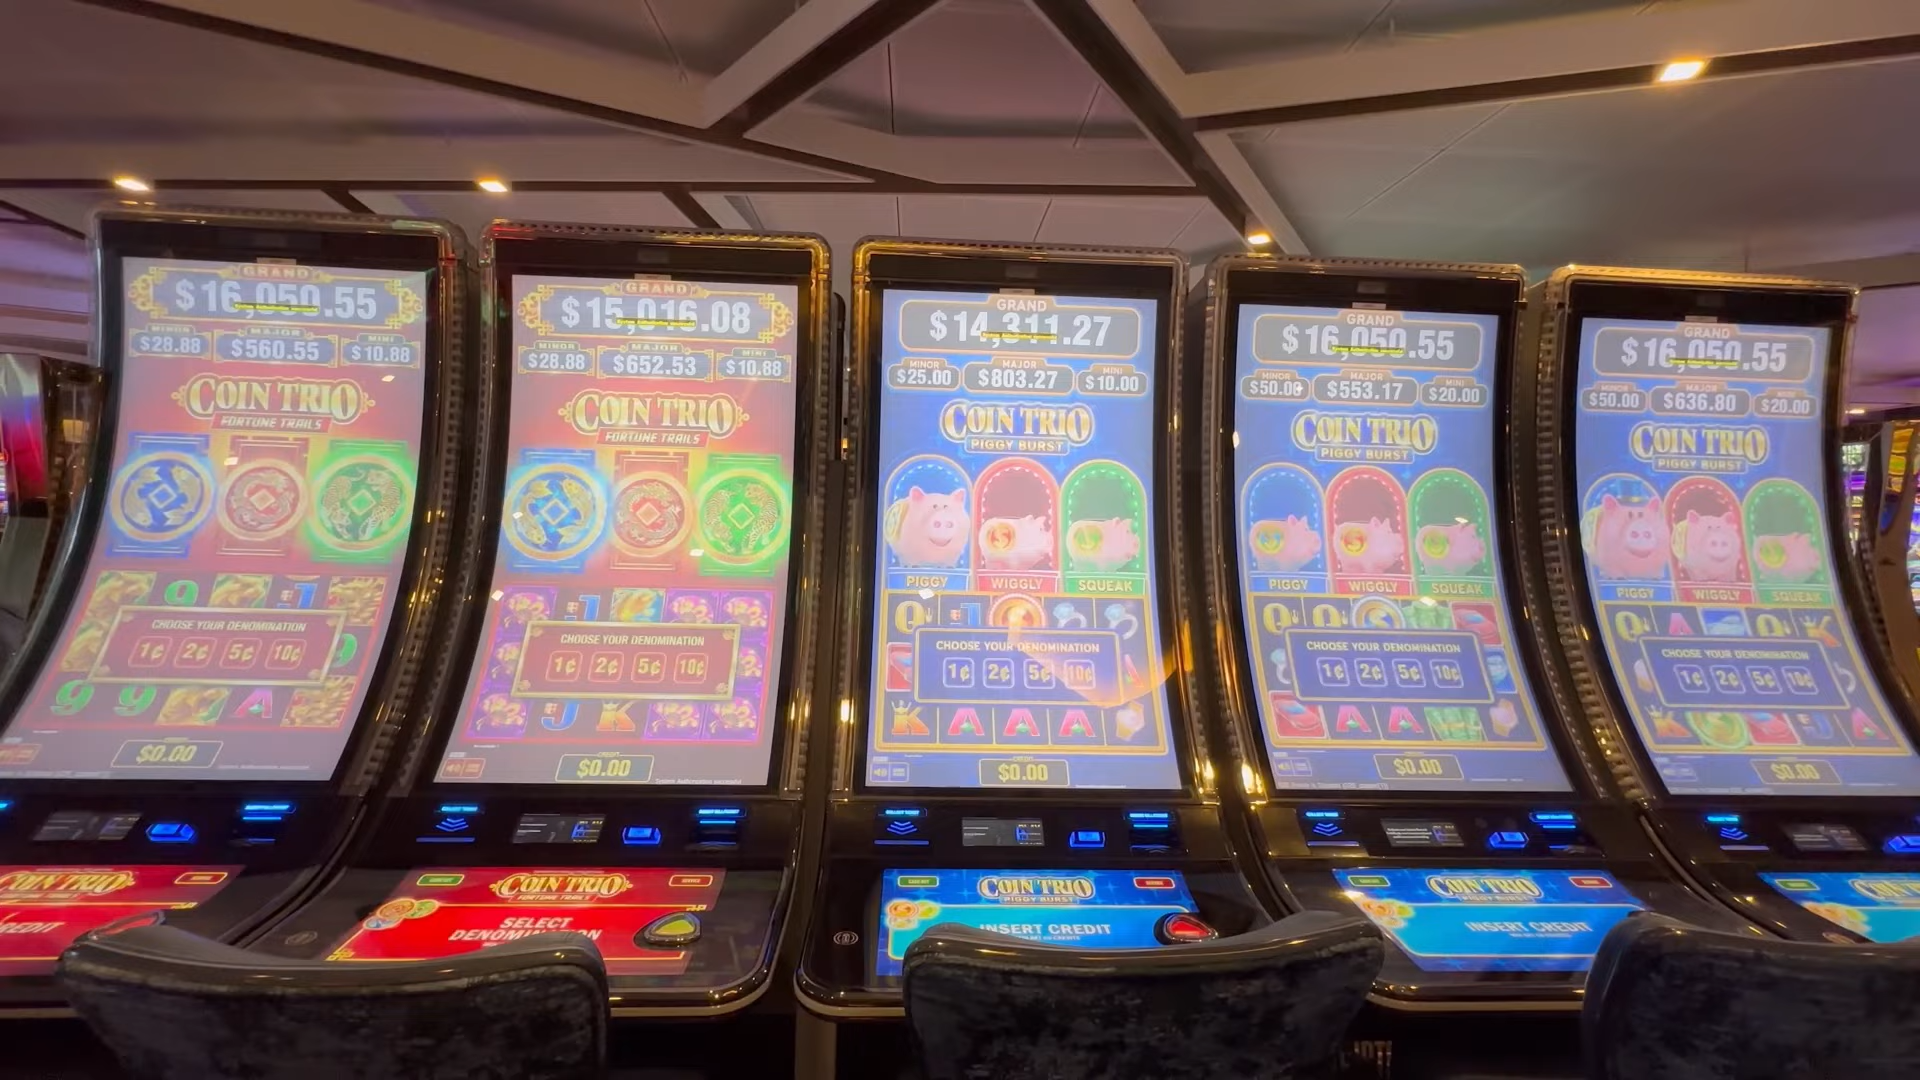 GRAND
$16,050.55
MINOR
$28.88
MAJOR
$560.55
MINI
$10.88
COIN TRIO
FORTUNE TRAILS
CHOOSE YOUR DENOMINATION
1¢ 2¢ 5¢ 10¢
$0.00
COIN TRIO
GRAND
$15,016.08
MINOR
$28.88
MAJOR
$652.53
MINI
$10.88
COIN TRIO
FORTUNE TRAILS
CHOOSE YOUR DENOMINATION
1¢ 2¢ 5¢ 10¢
CREDIT
$0.00
COIN TRIO
FORTUNE TRAILS
SELECT
DENOMINATION
GRAND
$14,311.27
MINOR
$25.00
MAJOR
$803.27
MINI
$10.00
COIN TRIO
PIGGY BURST
PIGGY WIGGLY SQUEAK
CHOOSE YOUR DENOMINATION
1¢ 2¢ 5¢ 10¢
CREDIT
$0.00
COIN TRIO
PIGGY BURST
INSERT CREDIT
GRAND
$16,050.55
MINOR
$50.00
MAJOR
$553.17
MINI
$20.00
COIN TRIO
PIGGY BURST
PIGGY WIGGLY SQUEAK
CHOOSE YOUR DENOMINATION
1¢ 2¢ 5¢ 10¢
$0.00
COIN TRIO
PIGGY BURST
INSERT CREDIT
GRAND
$16,050.55
MINOR
$50.00
MAJOR
$636.80
$20.00
COIN TRIO
PIGGY BURST
PIGGY WIGGLY SQUEAK
CHOOSE YOUR DENOMINATION
1¢ 2¢ 5¢ 10¢
$0.00